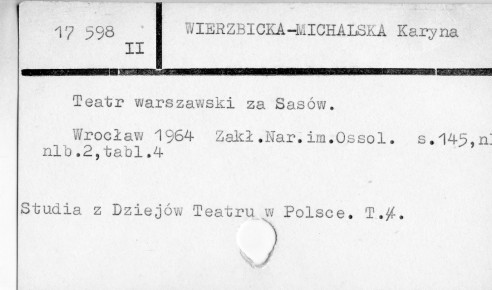 17 598
II
WIERZBICKA-MICHALSKA Karyna
Teatr warszawski za Sasów.
Wrocław 1964 Zakł.Nar.im.Ossol. s.145,nl
nlb.2,tabl.4
Studia z Dziejów Teatru w Polsce. T.4.